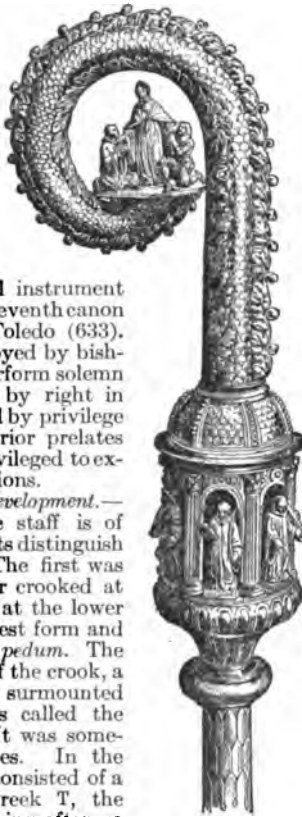 instrument
eventh canon
Toledo (633).
yed by bish-
rform solemn
by right in
l by privilege
rior prelates
vileged to ex-
ions.
evelopment.—
e staff is of
ts distinguish
The first was
r crooked at
at the lower
est form and
pedum. The
f the crook, a
surmounted
s called the
t was some-
es. In the
onsisted of a
reek T, the